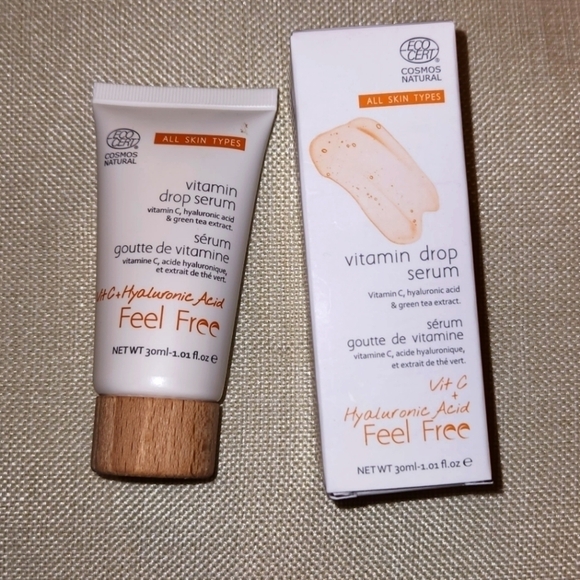 ECO
CERT
COSMOS
NATURAL
ALL SKIN TYPES
vitamin
drop serum
vitamin C, hyaluronic acid
& green tea extract.
sérum
goutte de vitamine
vitamine C, acide hyaluronique,
et extrait de thé vert.
Vit C + Hyaluronic Acid
Feel Free
NET WT 30ml-1.01 fl.oz e
ECO
CERT
COSMOS
NATURAL
ALL SKIN TYPES
vitamin drop
serum
Vitamin C, hyaluronic acid
& green tea extract.
sérum
goutte de vitamine
vitamine C, acide hyaluronique,
et extrait de thé vert.
Vit C
+
Hyaluronic Acid
Feel Free
NET WT 30ml-1.01 fl.oz e